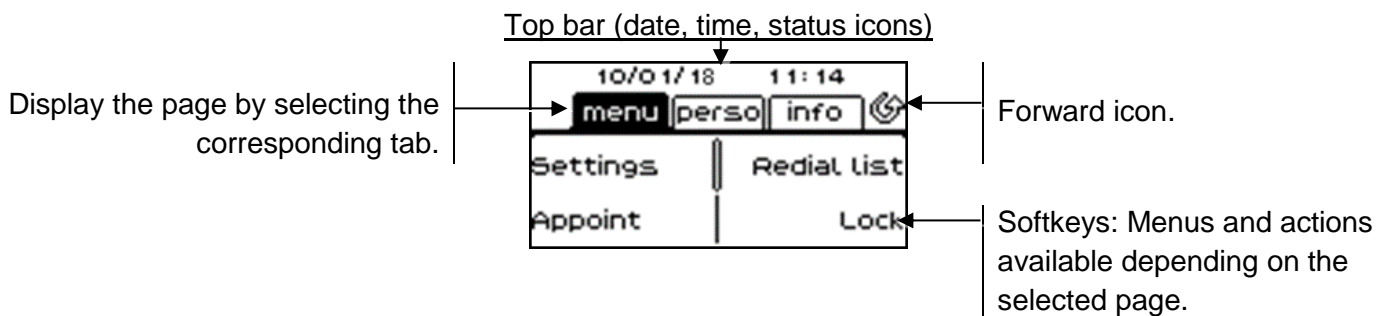 Top bar (date, time, status icons)
10/01/18 11:14
Display the page by selecting the
corresponding tab.
menu perso info
Forward icon.
Settings Redial list
Appoint Lock
Softkeys: Menus and actions
available depending on the
selected page.